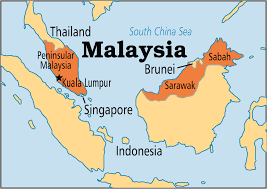 South China Sea
Thailand
Malaysia
Peninsular
Malaysia
Brunei
Sabah
Kuala Lumpur
Sarawak
Singapore
Indonesia